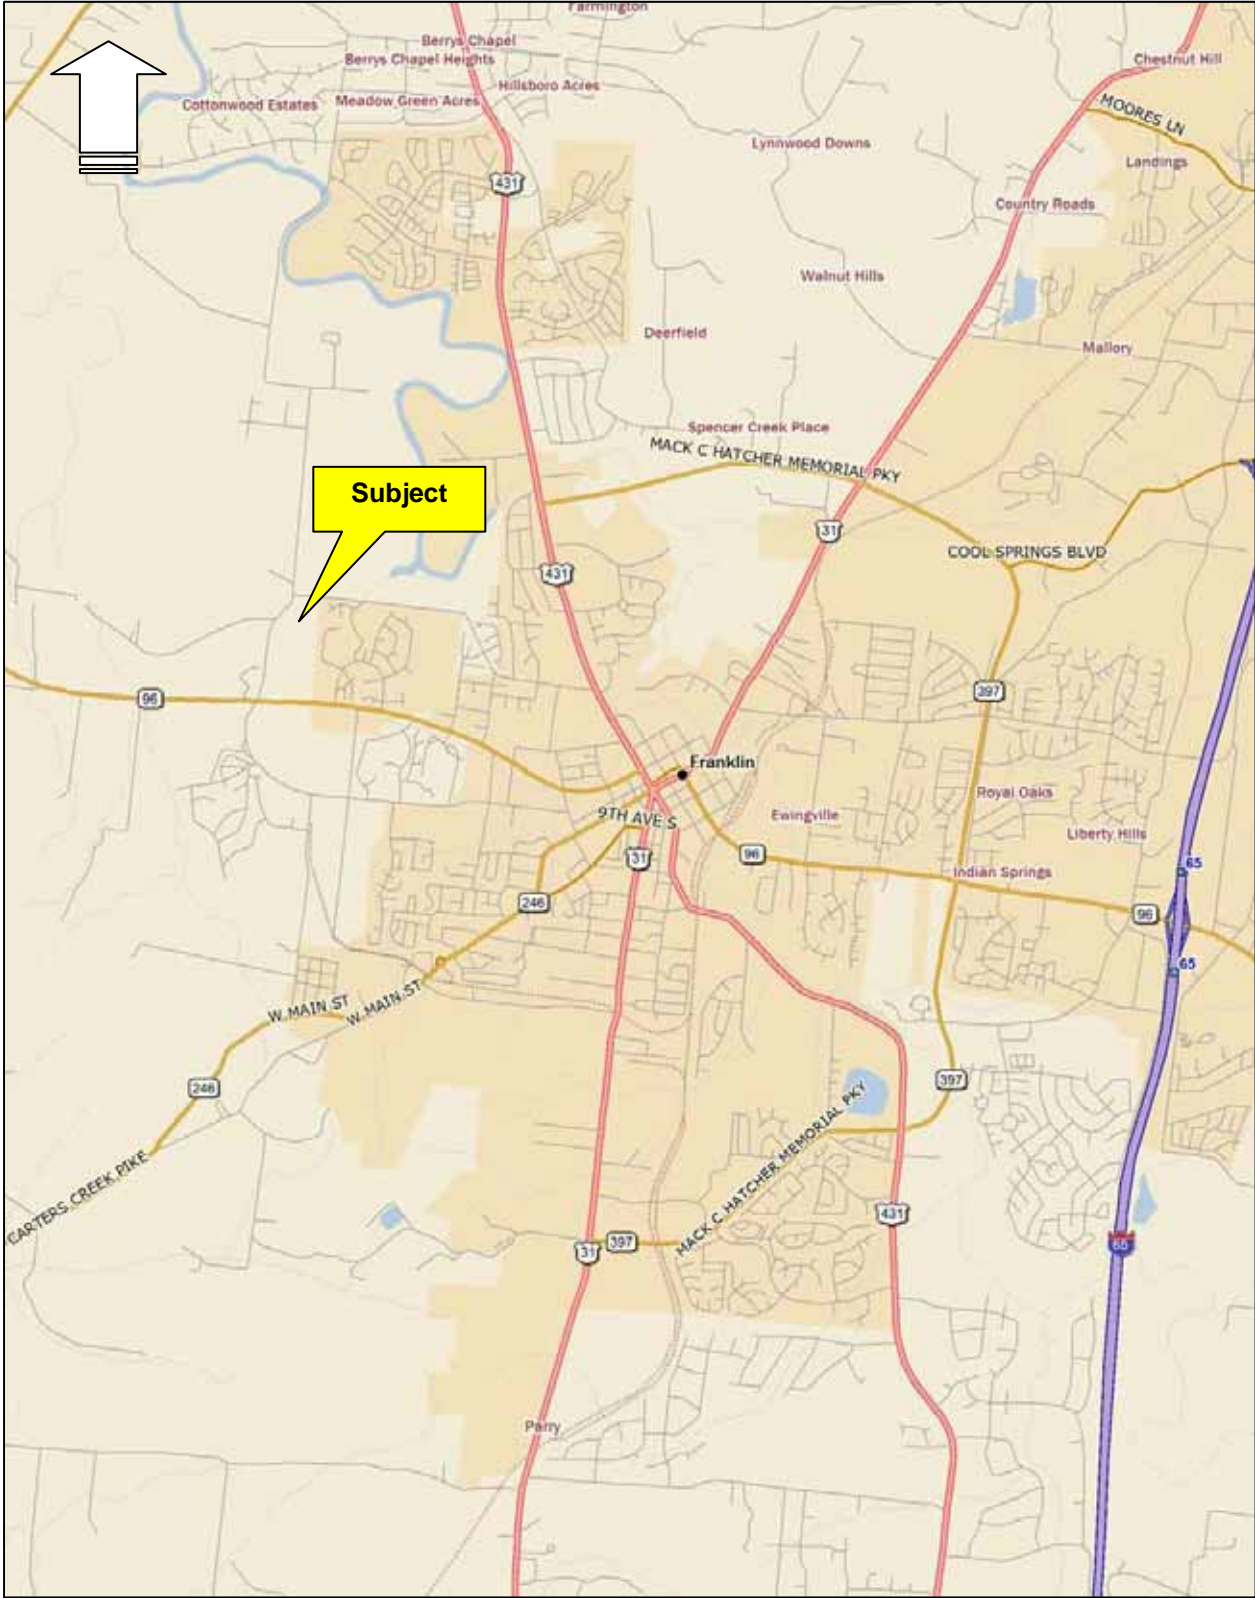 Farmington
Berrys Chapel
Berrys Chapel Heights
Chestnut Hill
Hillsboro Acres
Cottonwood Estates
Meadow Green Acres
MOORES LN
Lynnwood Downs
Landings
431
Country Roads
Walnut Hills
Deerfield
Mallory
Spencer Creek Place
MACK C HATCHER MEMORIAL PKY
Subject
31
COOL SPRINGS BLVD
431
96
397
Franklin
Royal Oaks
9TH AVE S
Ewingville
Liberty Hills
31
96
65
Indian Springs
246
96
65
W MAIN ST
W MAIN ST
246
397
MACK C HATCHER MEMORIAL PKY
CARTERS CREEK PIKE
431
397
31
65
Parry